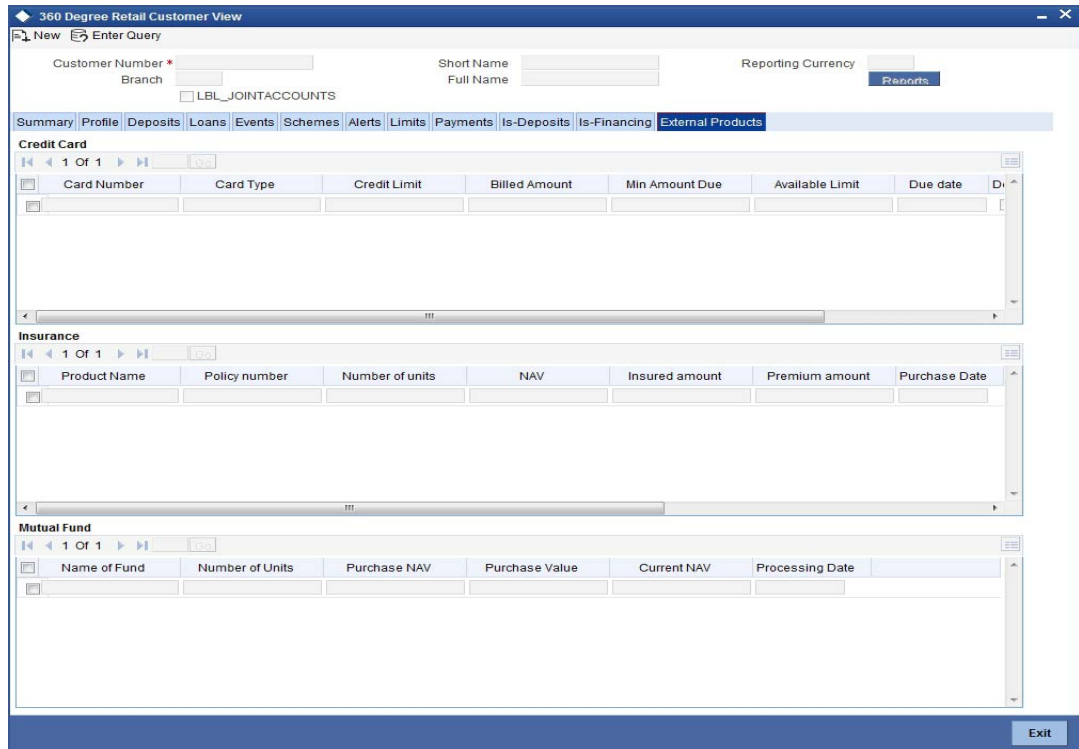 360 Degree Retail Customer View
New Enter Query
Customer Number * Short Name Reporting Currency
Branch Full Name Reports
LBL_JOINTACCOUNTS
Summary Profile Deposits Loans Events Schemes Alerts Limits Payments Is-Deposits Is-Financing External Products
Credit Card
1 Of 1 Go
Card Number Card Type Credit Limit Billed Amount Min Amount Due Available Limit Due date
Insurance
1 Of 1 Go
Product Name Policy number Number of units NAV Insured amount Premium amount Purchase Date
Mutual Fund
1 Of 1 Go
Name of Fund Number of Units Purchase NAV Purchase Value Current NAV Processing Date
Exit